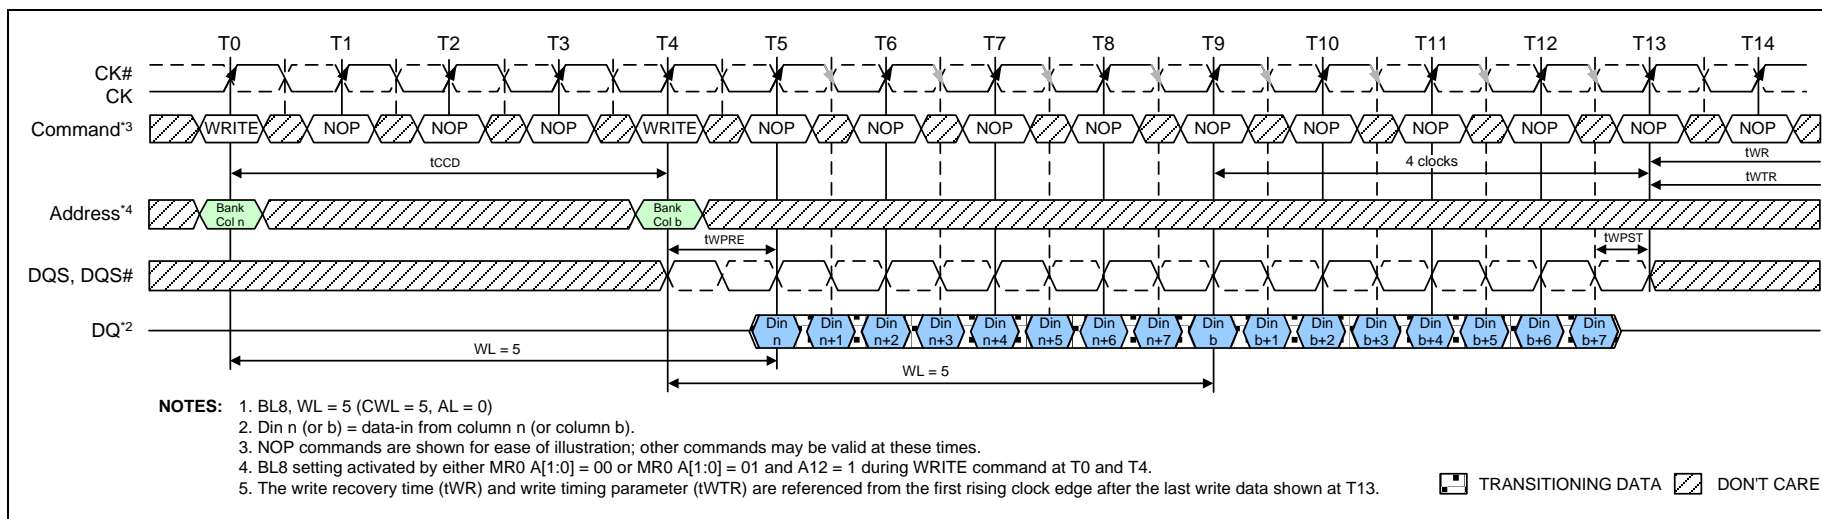 T0 T1 T2 T3 T4 T5 T6 T7 T8 T9 T10 T11 T12 T13 T14
CK#
CK
Command*3 WRITE NOP NOP NOP WRITE NOP NOP NOP NOP NOP NOP NOP NOP NOP NOP
tCCD 4 clocks tWR
tWTR
Address*4 Bank Col n Bank Col b
tWPRE tWPST
DQS, DQS#
DQ*2 Din n Din n+1 Din n+2 Din n+3 Din n+4 Din n+5 Din n+6 Din n+7 Din b Din b+1 Din b+2 Din b+3 Din b+4 Din b+5 Din b+6 Din b+7
WL = 5
WL = 5
NOTES: 1. BL8, WL = 5 (CWL = 5, AL = 0)
2. Din n (or b) = data-in from column n (or column b).
3. NOP commands are shown for ease of illustration; other commands may be valid at these times.
4. BL8 setting activated by either MR0 A[1:0] = 00 or MR0 A[1:0] = 01 and A12 = 1 during WRITE command at T0 and T4.
5. The write recovery time (tWR) and write timing parameter (tWTR) are referenced from the first rising clock edge after the last write data shown at T13.
TRANSITIONING DATA DON'T CARE